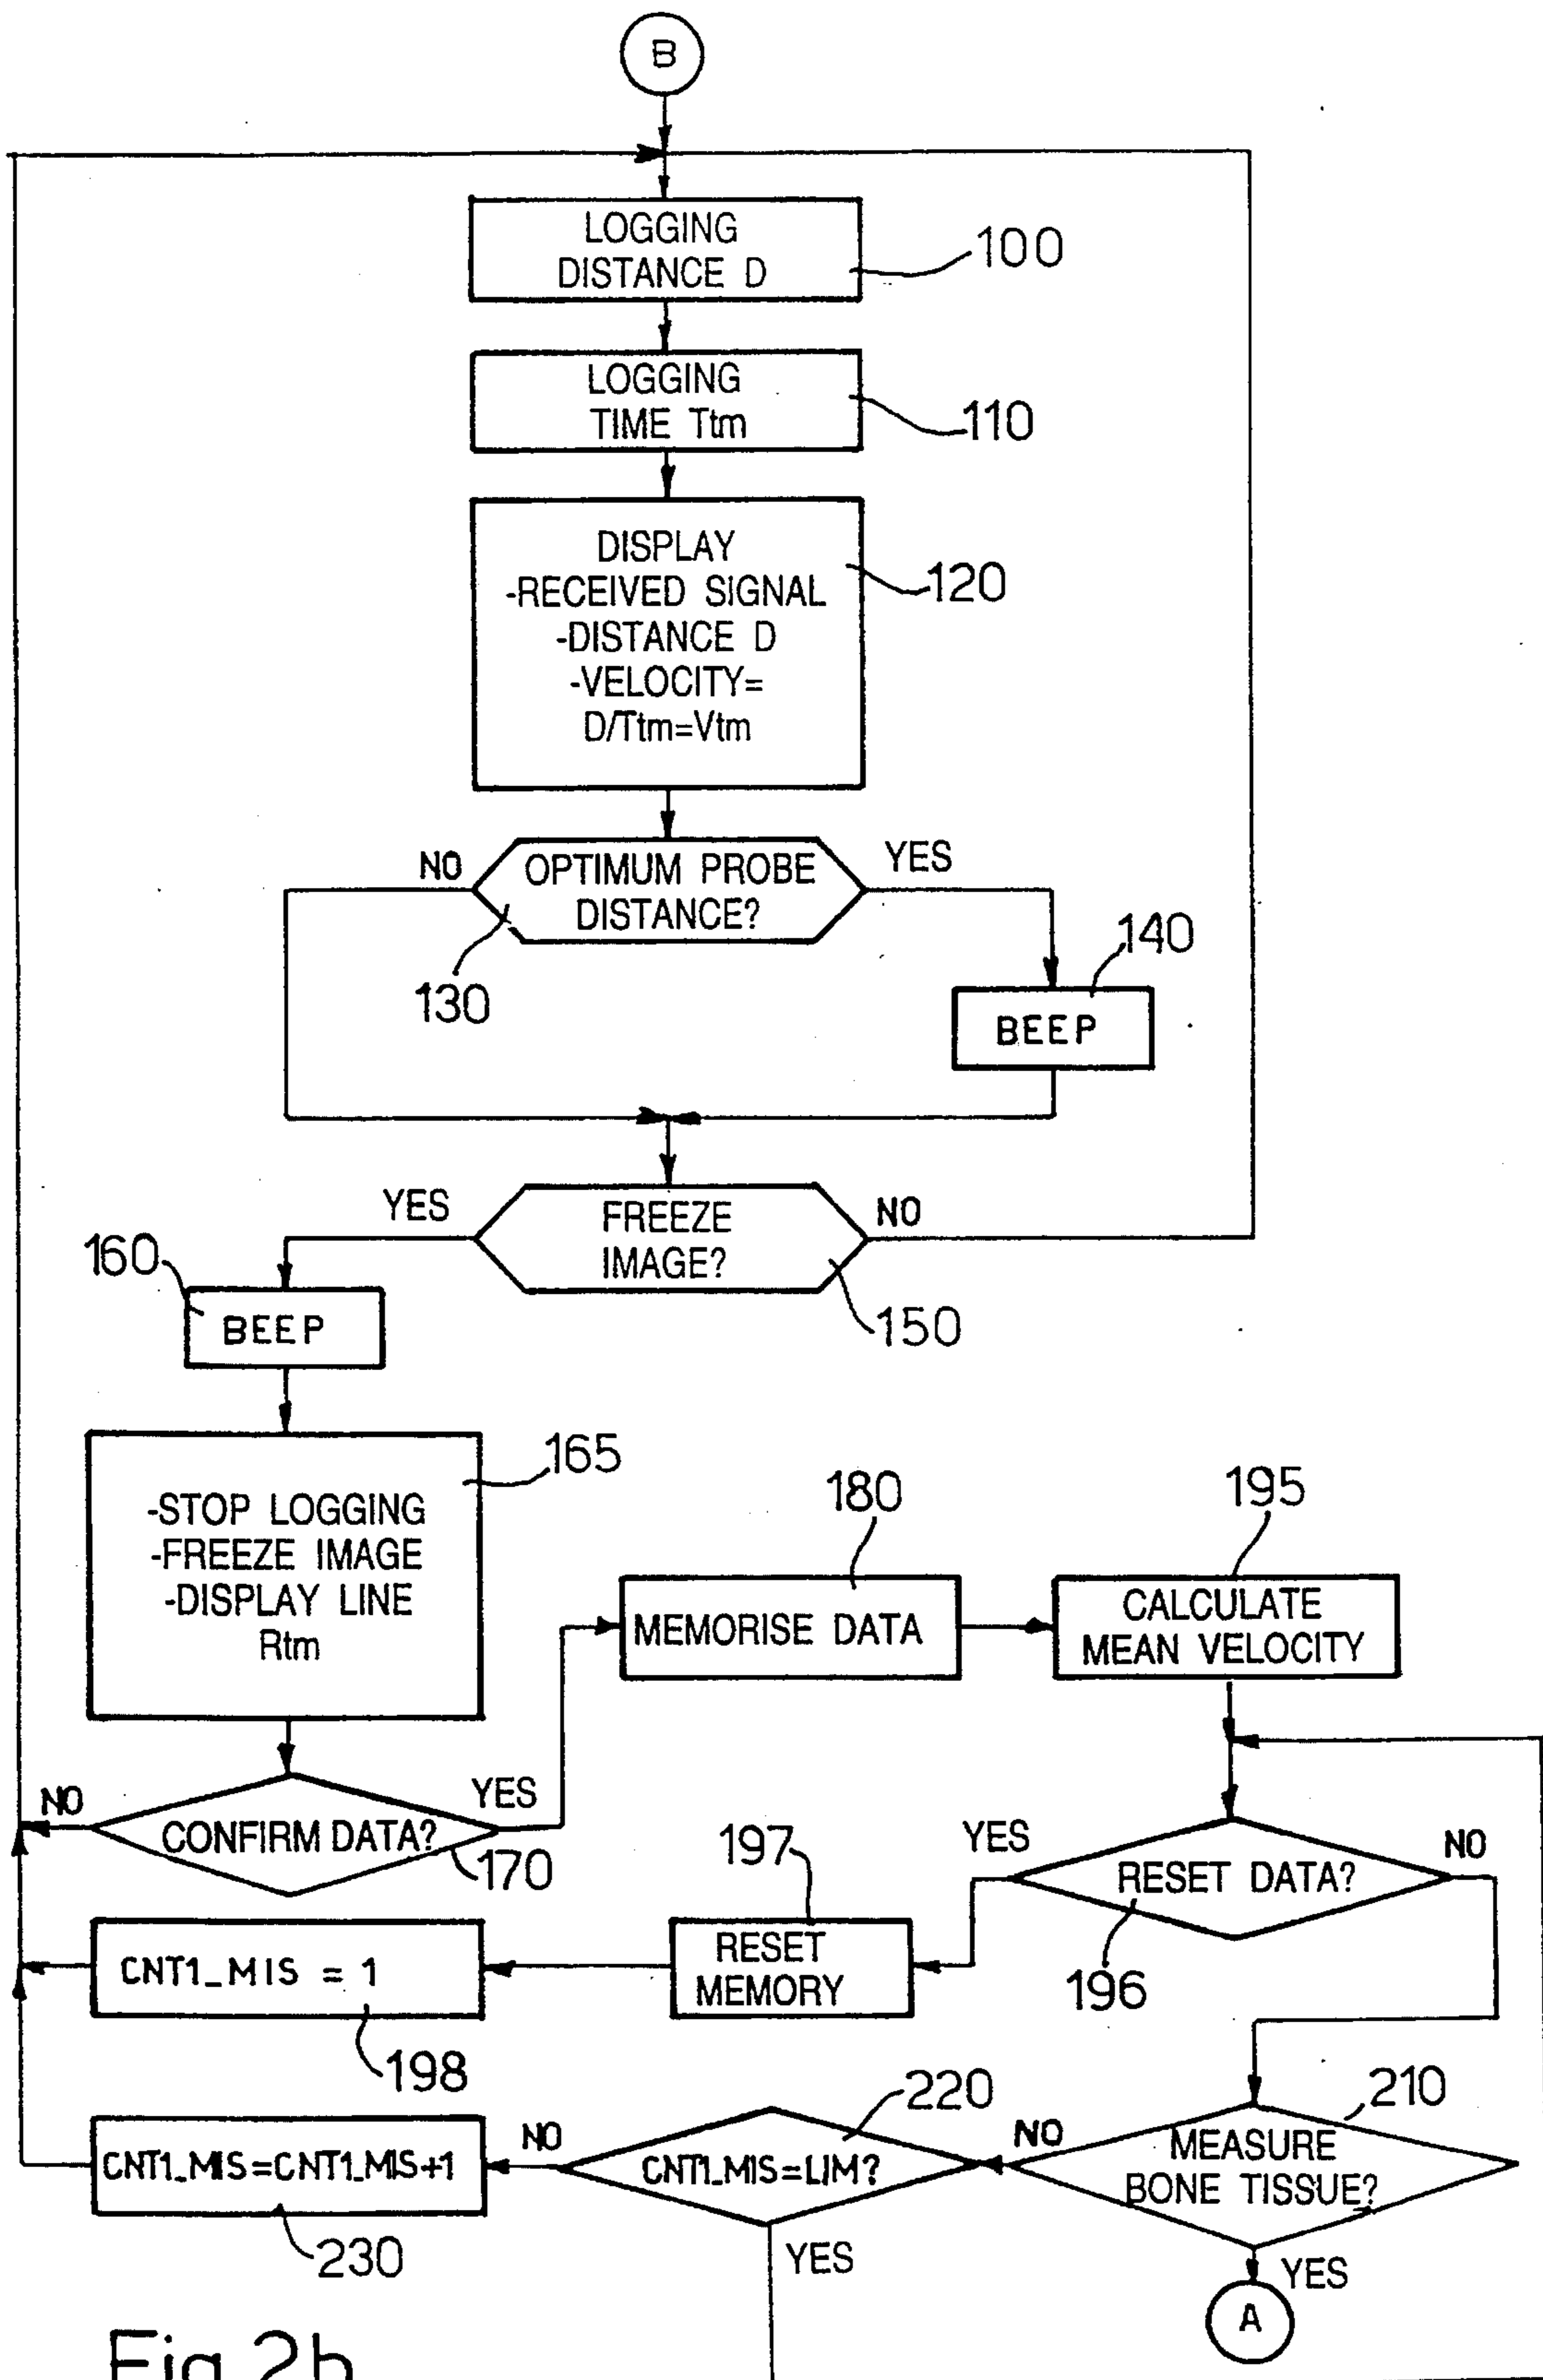 B
LOGGING
DISTANCE D
100
LOGGING
TIME Ttm
110
DISPLAY
-RECEIVED SIGNAL
-DISTANCE D
-VELOCITY=
D/Ttm=Vtm
120
NO
OPTIMUM PROBE
DISTANCE?
YES
130
140
BEEP
YES
FREEZE
IMAGE?
NO
150
160
BEEP
165
-STOP LOGGING
-FREEZE IMAGE
-DISPLAY LINE
Rtm
180
MEMORISE DATA
195
CALCULATE
MEAN VELOCITY
NO
CONFIRM DATA?
YES
170
YES
RESET DATA?
NO
196
197
RESET
MEMORY
CNT1_MIS = 1
198
210
MEASURE
BONE TISSUE?
NO
YES
220
CNT1_MIS=LIM?
NO
YES
CNT1_MIS=CNT1_MIS+1
230
A
Fig.2b